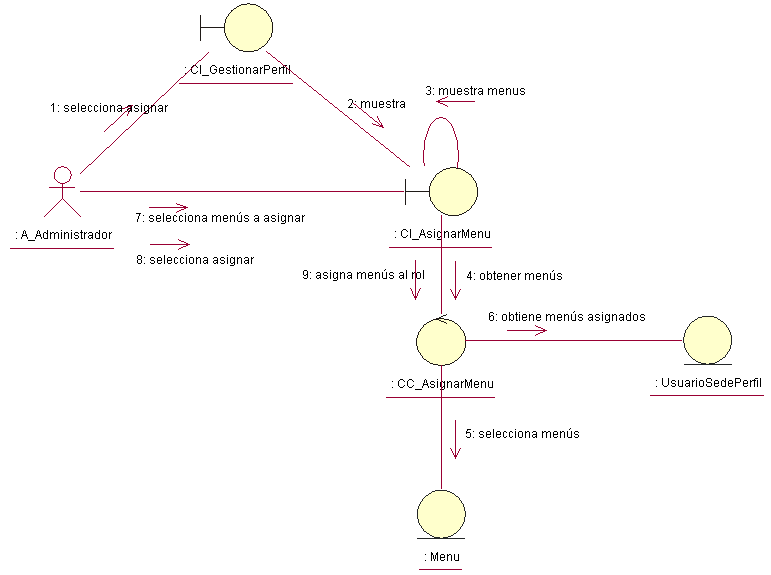 : CI_GestionarPerfil
1: selecciona asignar
2: muestra
3: muestra menus
7: selecciona menús a asignar
: A_Administrador
: CI_AsignarMenu
8: selecciona asignar
9: asigna menús al rol
4: obtener menús
6: obtiene menús asignados
: CC_AsignarMenu
: UsuarioSedePerfil
5: selecciona menús
: Menu